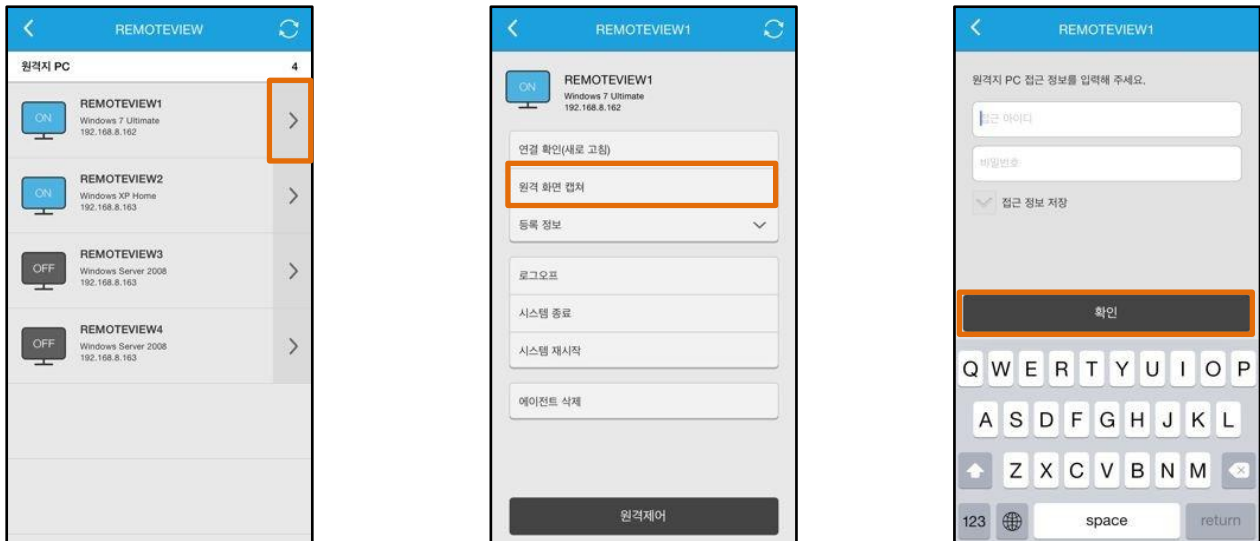 REMOTEVIEW
원격지 PC 4
ON
REMOTEVIEW1
Windows 7 Ultimate
192.168.8.162
ON
REMOTEVIEW2
Windows XP Home
192.168.8.163
OFF
REMOTEVIEW3
Windows Server 2008
192.168.8.163
OFF
REMOTEVIEW4
Windows Server 2008
192.168.8.163
REMOTEVIEW1
ON
REMOTEVIEW1
Windows 7 Ultimate
192.168.8.162
연결 확인(새로 고침)
원격 화면 캡쳐
등록 정보
로그오프
시스템 종료
시스템 재시작
에이전트 삭제
원격제어
REMOTEVIEW1
원격지 PC 접근 정보를 입력해 주세요.
접근 아이디
비밀번호
접근 정보 저장
확인
Q W E R T Y U I O P
A S D F G H J K L
Z X C V B N M
123 space return